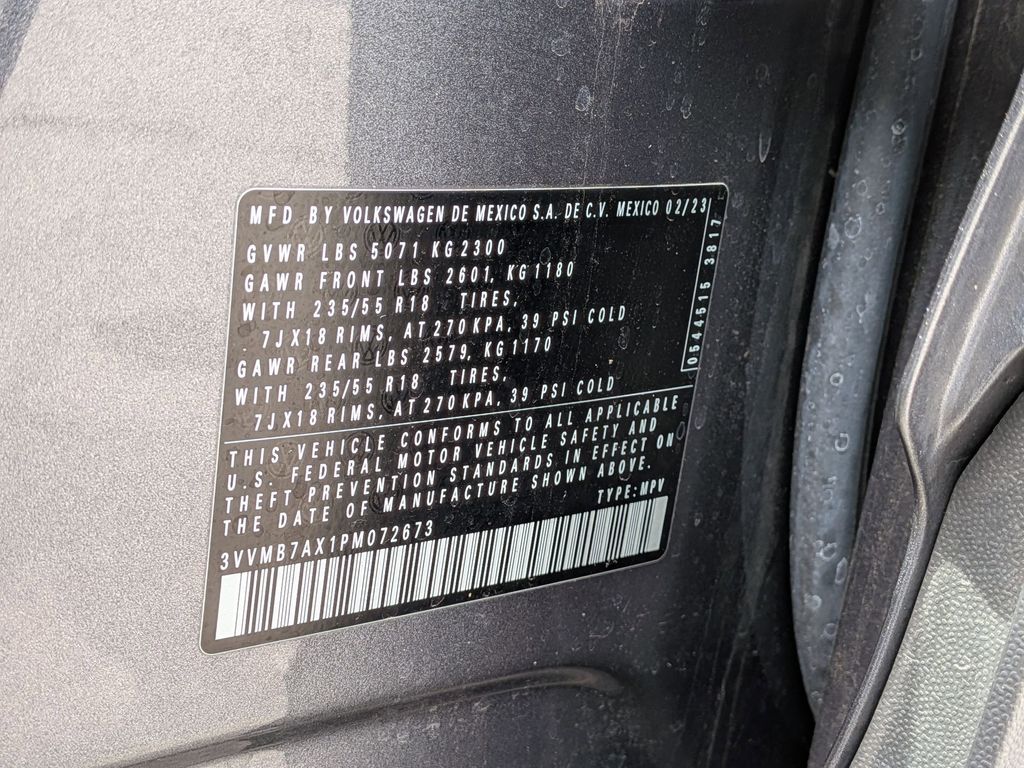 MFD BY VOLKSWAGEN DE MEXICO S.A. DE C.V. MEXICO 02/23
GVWR LBS 5071 KG 2300
GAWR FRONT LBS 2601, KG 1180
WITH 235/55 R18 TIRES,
7JX18 RIMS, AT 270 KPA, 39 PSI COLD
GAWR REAR LBS 2579, KG 1170
WITH 235/55 R18 TIRES,
7JX18 RIMS, AT 270 KPA, 39 PSI COLD
0544515 3817
THIS VEHICLE CONFORMS TO ALL APPLICABLE
U.S. FEDERAL MOTOR VEHICLE SAFETY AND
THEFT PREVENTION STANDARDS IN EFFECT ON
THE DATE OF MANUFACTURE SHOWN ABOVE.
3VVMB7AX1PM072673 TYPE: MPV